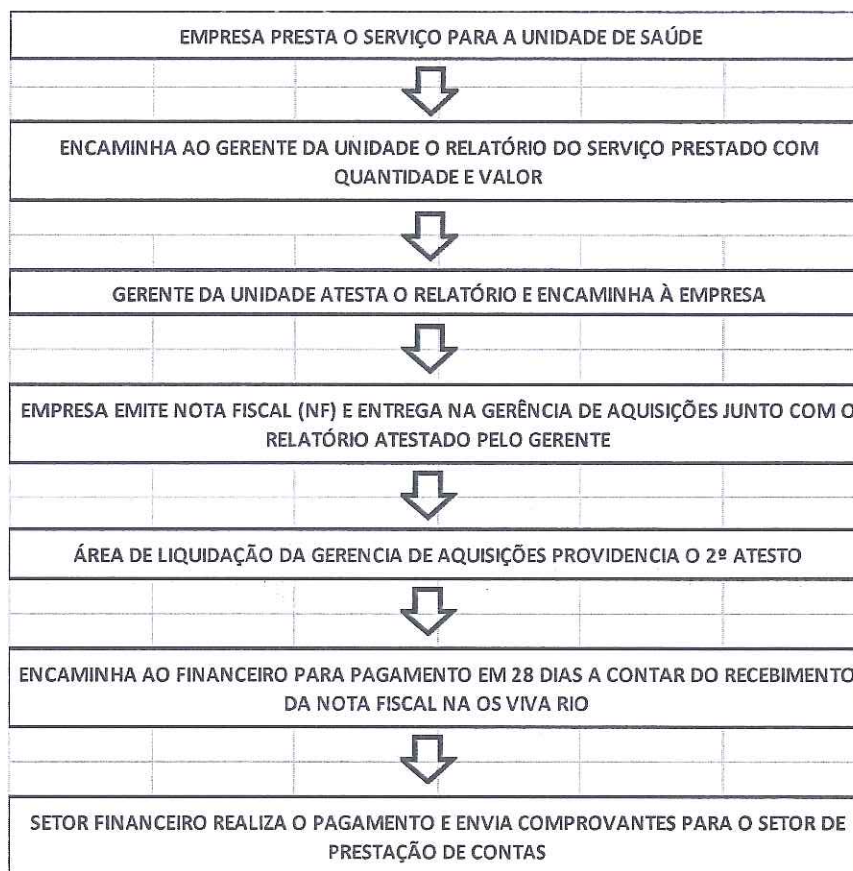 EMPRESA PRESTA O SERVIÇO PARA A UNIDADE DE SAÚDE
ENCAMINHA AO GERENTE DA UNIDADE O RELATÓRIO DO SERVIÇO PRESTADO COM
QUANTIDADE E VALOR
GERENTE DA UNIDADE ATESTA O RELATÓRIO E ENCAMINHA À EMPRESA
EMPRESA EMITE NOTA FISCAL (NF) E ENTREGA NA GERÊNCIA DE AQUISIÇÕES JUNTO COM O
RELATÓRIO ATESTADO PELO GERENTE
ÁREA DE LIQUIDAÇÃO DA GERENCIA DE AQUISIÇÕES PROVIDENCIA O 2º ATESTO
ENCAMINHA AO FINANCEIRO PARA PAGAMENTO EM 28 DIAS A CONTAR DO RECEBIMENTO
DA NOTA FISCAL NA OS VIVA RIO
SETOR FINANCEIRO REALIZA O PAGAMENTO E ENVIA COMPROVANTES PARA O SETOR DE
PRESTAÇÃO DE CONTAS